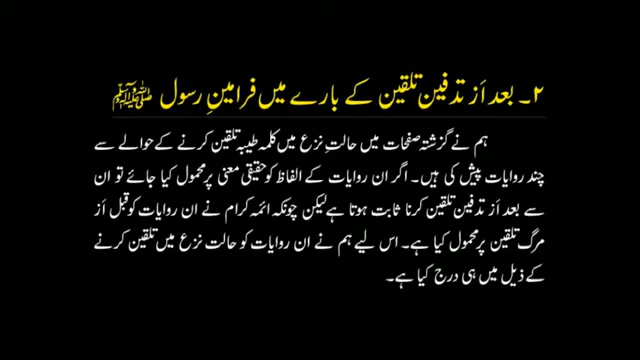 ۲۔ بعد اَز تدفین تلقین کے بارے میں فرامینِ رسول ﷺ
ہم نے گزشتہ صفحات میں حالتِ نزع میں کلمہ طیبہ تلقین کرنے کے حوالے سے
چند روایات پیش کی ہیں۔ اگر ان روایات کے الفاظ کو حقیقی معنی پر محمول کیا جائے تو ان
سے بعد اَز تدفین تلقین کرنا ثابت ہوتا ہے لیکن چونکہ ائمہ کرام نے ان روایات کو قبل اَز
مرگ تلقین پر محمول کیا ہے۔ اس لیے ہم نے ان روایات کو حالت نزع میں تلقین کرنے
کے ذیل میں ہی درج کیا ہے۔